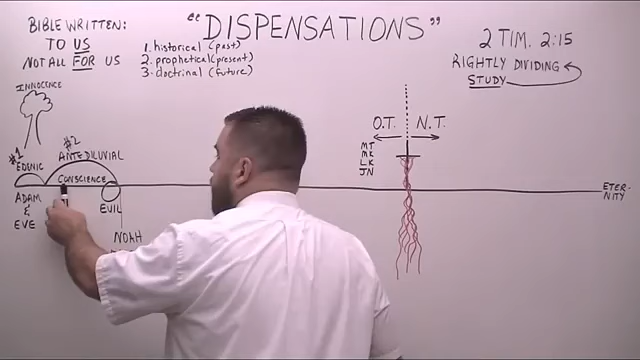 BIBLE WRITTEN:
TO US
NOT ALL FOR US
"DISPENSATIONS"
1. historical (past)
2. prophetical (present)
3. doctrinal (future)
2 TIM. 2:15
RIGHTLY DIVIDING
STUDY
INNOCENCE
#1
EDENIC
#2
ANTEDILUVIAL
CONSCIENCE
ADAM
&
EVE
EVIL
NOAH
O.T.
N.T.
MT
MK
LK
JN
ETER-
NITY